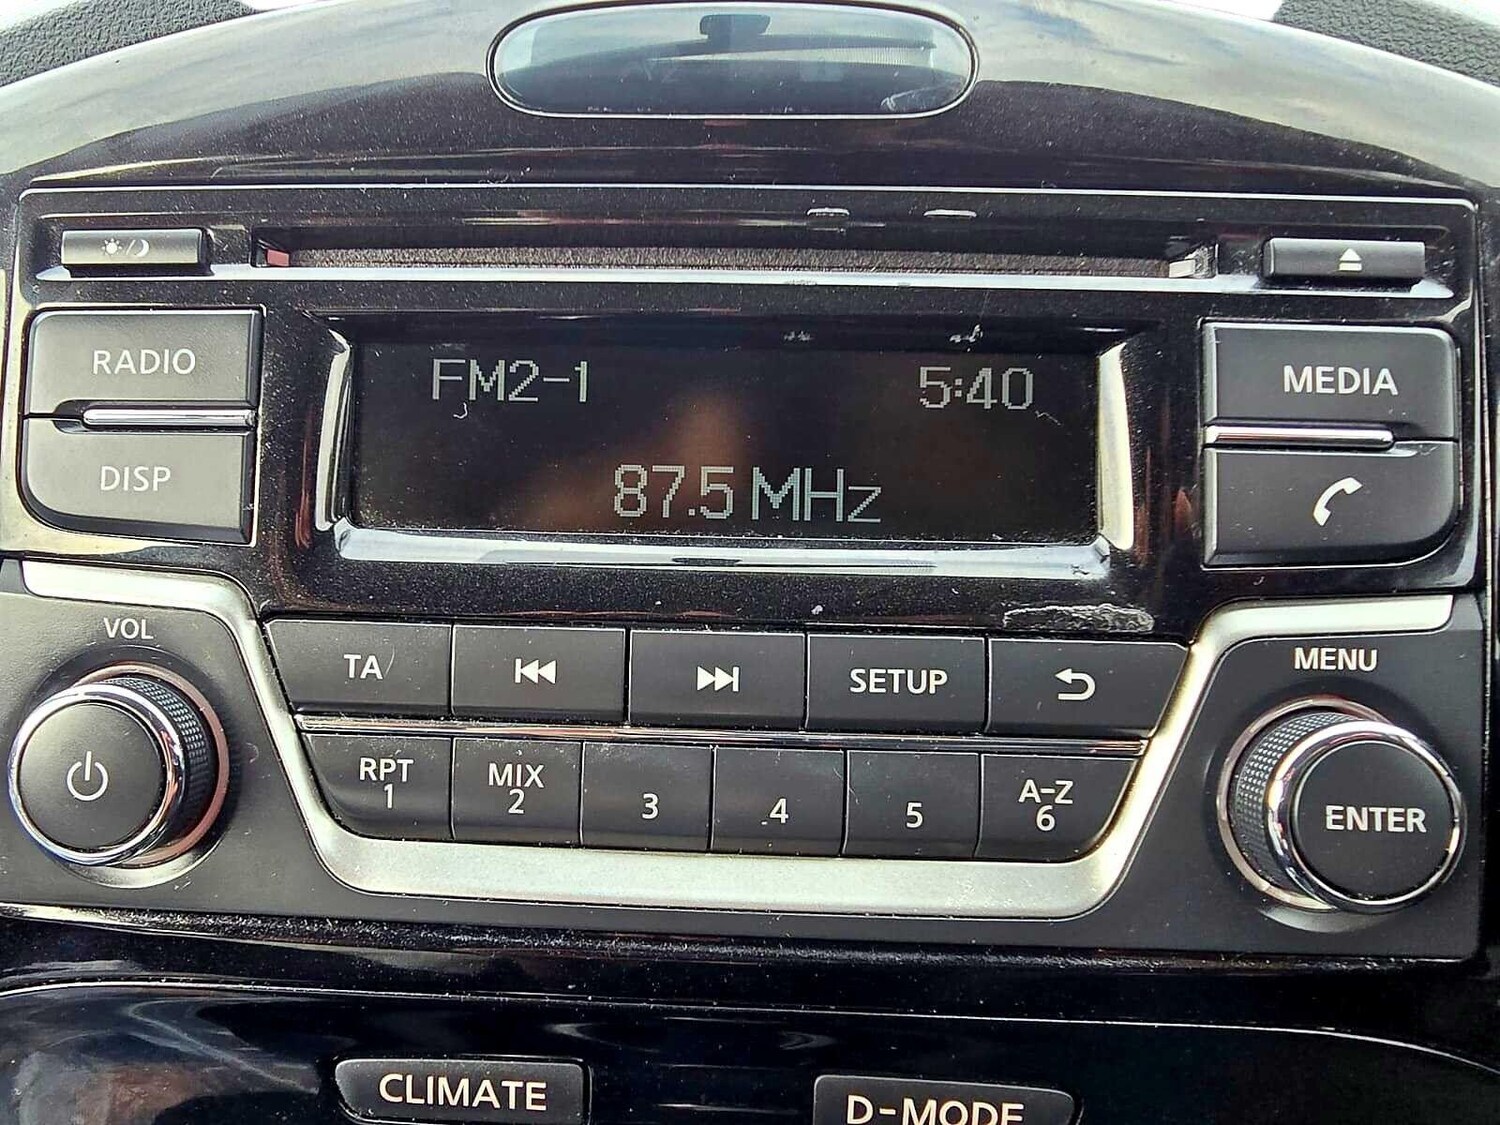 RADIO
DISP
FM2-1
5:40
87.5 MHz
MEDIA
VOL
TA
SETUP
MENU
RPT
1
MIX
2
3
4
5
A-Z
6
ENTER
CLIMATE
D-MODE